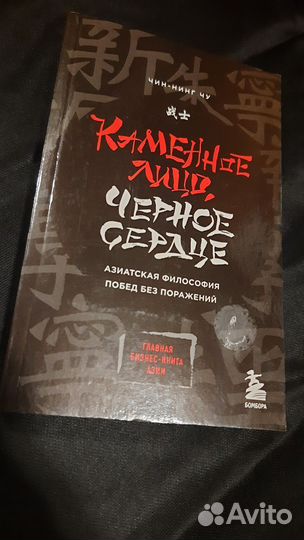 ЧИН-НИНГ ЧУ
战士
КАМЕННОЕ
ЛИЦО,
ЧЕРНОЕ
СЕРДЦЕ
АЗИАТСКАЯ ФИЛОСОФИЯ
ПОБЕД БЕЗ ПОРАЖЕНИЙ
ГЛАВНАЯ
БИЗНЕС-КНИГА
АЗИИ
БОМБОРА
Avito